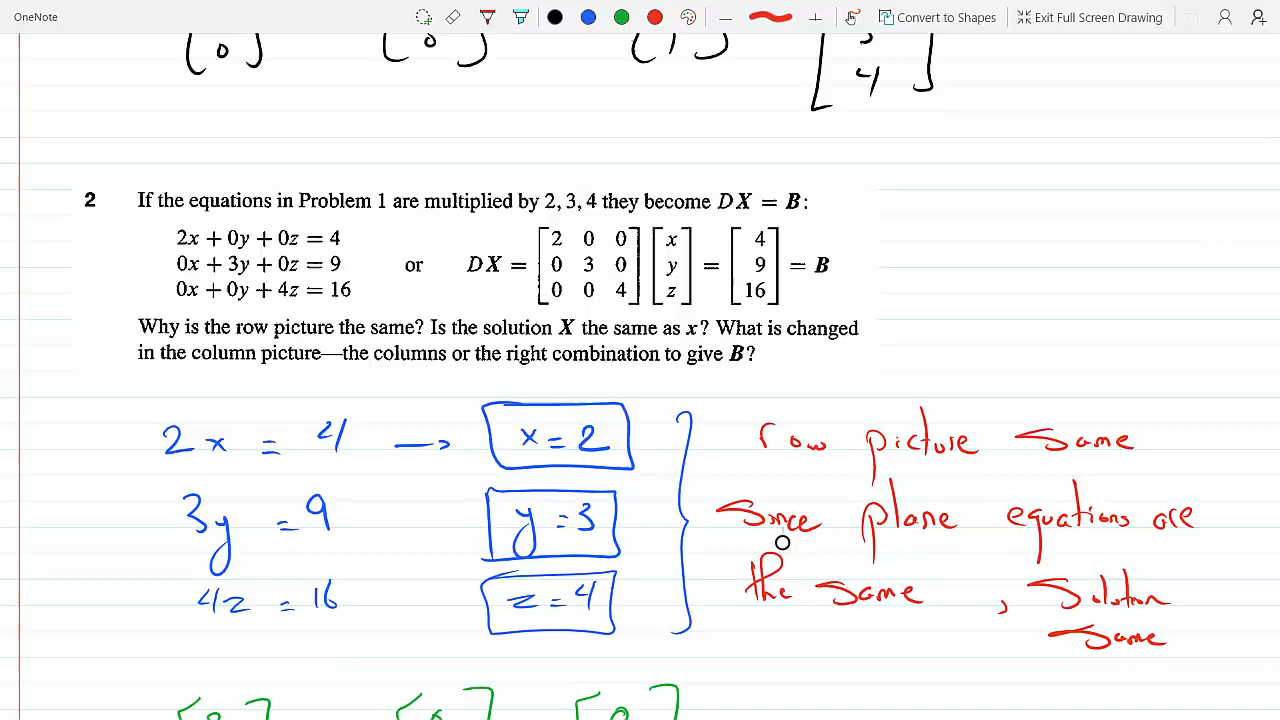 OneNote
Convert to Shapes
Exit Full Screen Drawing
[0]
[0]
[1]
4
2 If the equations in Problem 1 are multiplied by 2, 3, 4 they become DX = B:
2x + 0y + 0z = 4
0x + 3y + 0z = 9 or DX = [2 0 0; 0 3 0; 0 0 4] [x; y; z] = [4; 9; 16] = B
0x + 0y + 4z = 16
Why is the row picture the same? Is the solution X the same as x? What is changed
in the column picture—the columns or the right combination to give B?
2x = 4 → x = 2
3y = 9 y = 3
4z = 16 z = 4
row picture same
Since plane equations are
the same , Solution
same